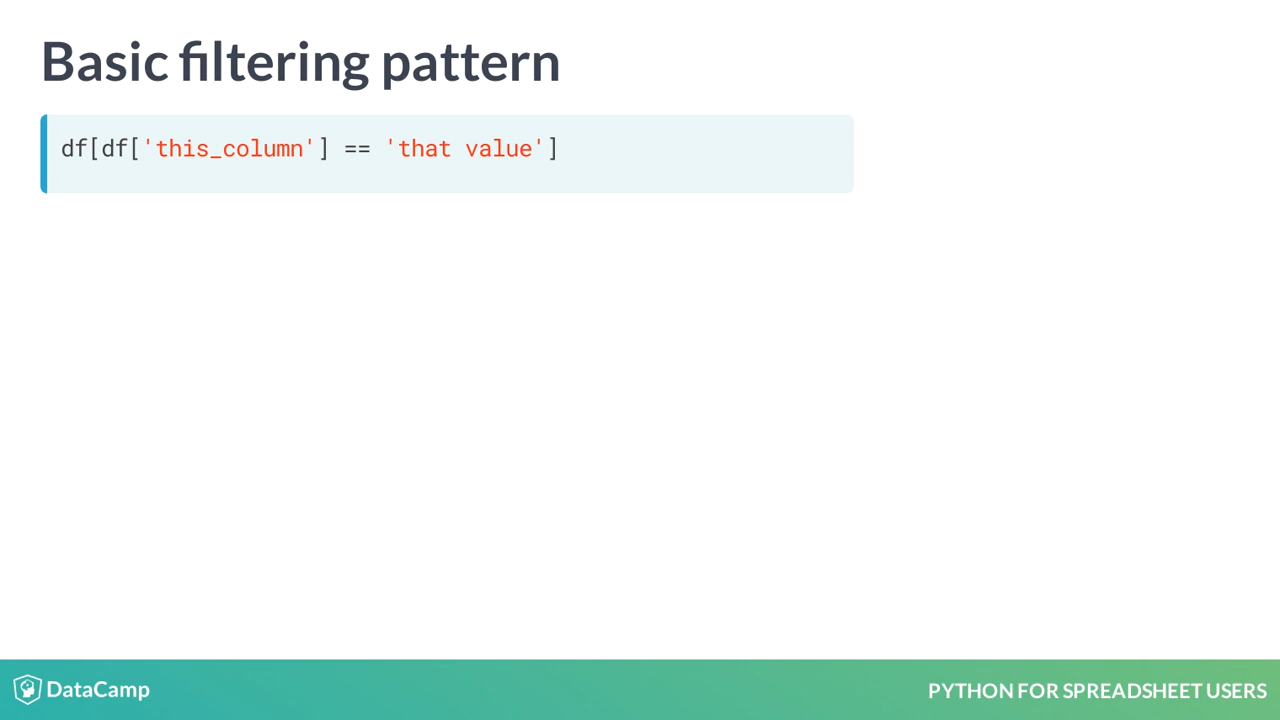 Basic filtering pattern
df[df['this_column'] == 'that value']
DataCamp
PYTHON FOR SPREADSHEET USERS